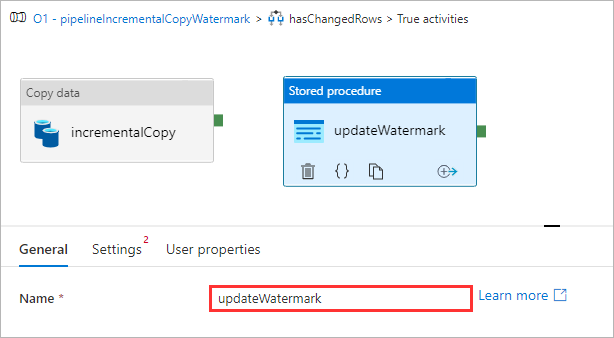 O1 - pipelineIncrementalCopyWatermark > hasChangedRows > True activities
Copy data
incrementalCopy
Stored procedure
updateWatermark
{}
General Settings 2 User properties
Name * updateWatermark Learn more